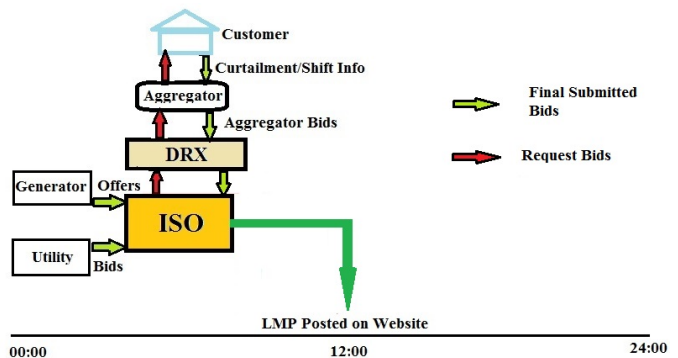 Customer
Curtailment/Shift Info
Aggregator
Aggregator Bids
DRX
Generator
Offers
ISO
Utility
Bids
Final Submitted
Bids
Request Bids
LMP Posted on Website
00:00
12:00
24:00